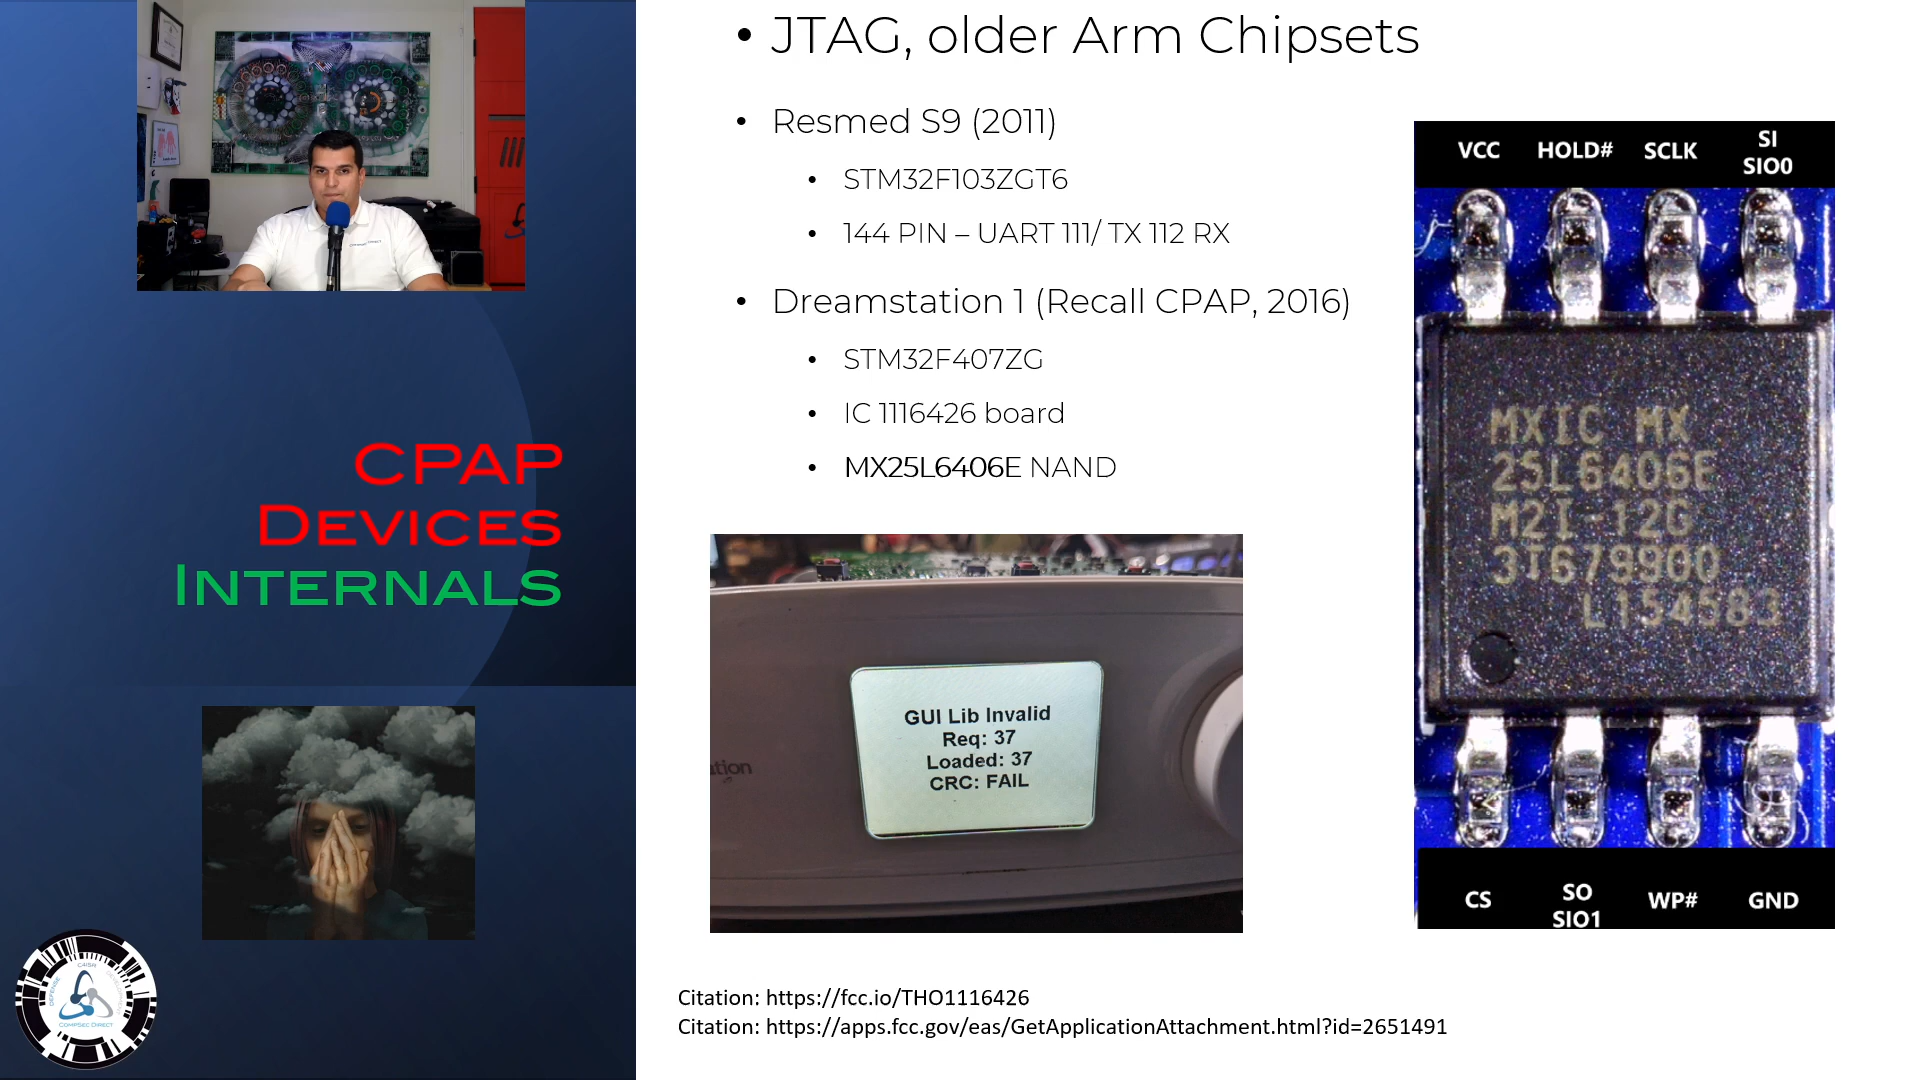 CPAP
DEVICES
INTERNALS
• JTAG, older Arm Chipsets
• Resmed S9 (2011)
• STM32F103ZGT6
• 144 PIN – UART 111/ TX 112 RX
• Dreamstation 1 (Recall CPAP, 2016)
• STM32F407ZG
• IC 1116426 board
• MX25L6406E NAND
GUI Lib Invalid
Req: 37
Loaded: 37
CRC: FAIL
VCC HOLD# SCLK SI
SIO0
MXIC MX
25L6406E
M2I-12G
3T679900
L154583
CS SO WP# GND
SIO1
Citation: https://fcc.io/THO1116426
Citation: https://apps.fcc.gov/eas/GetApplicationAttachment.html?id=2651491
COMPSEC DIRECT